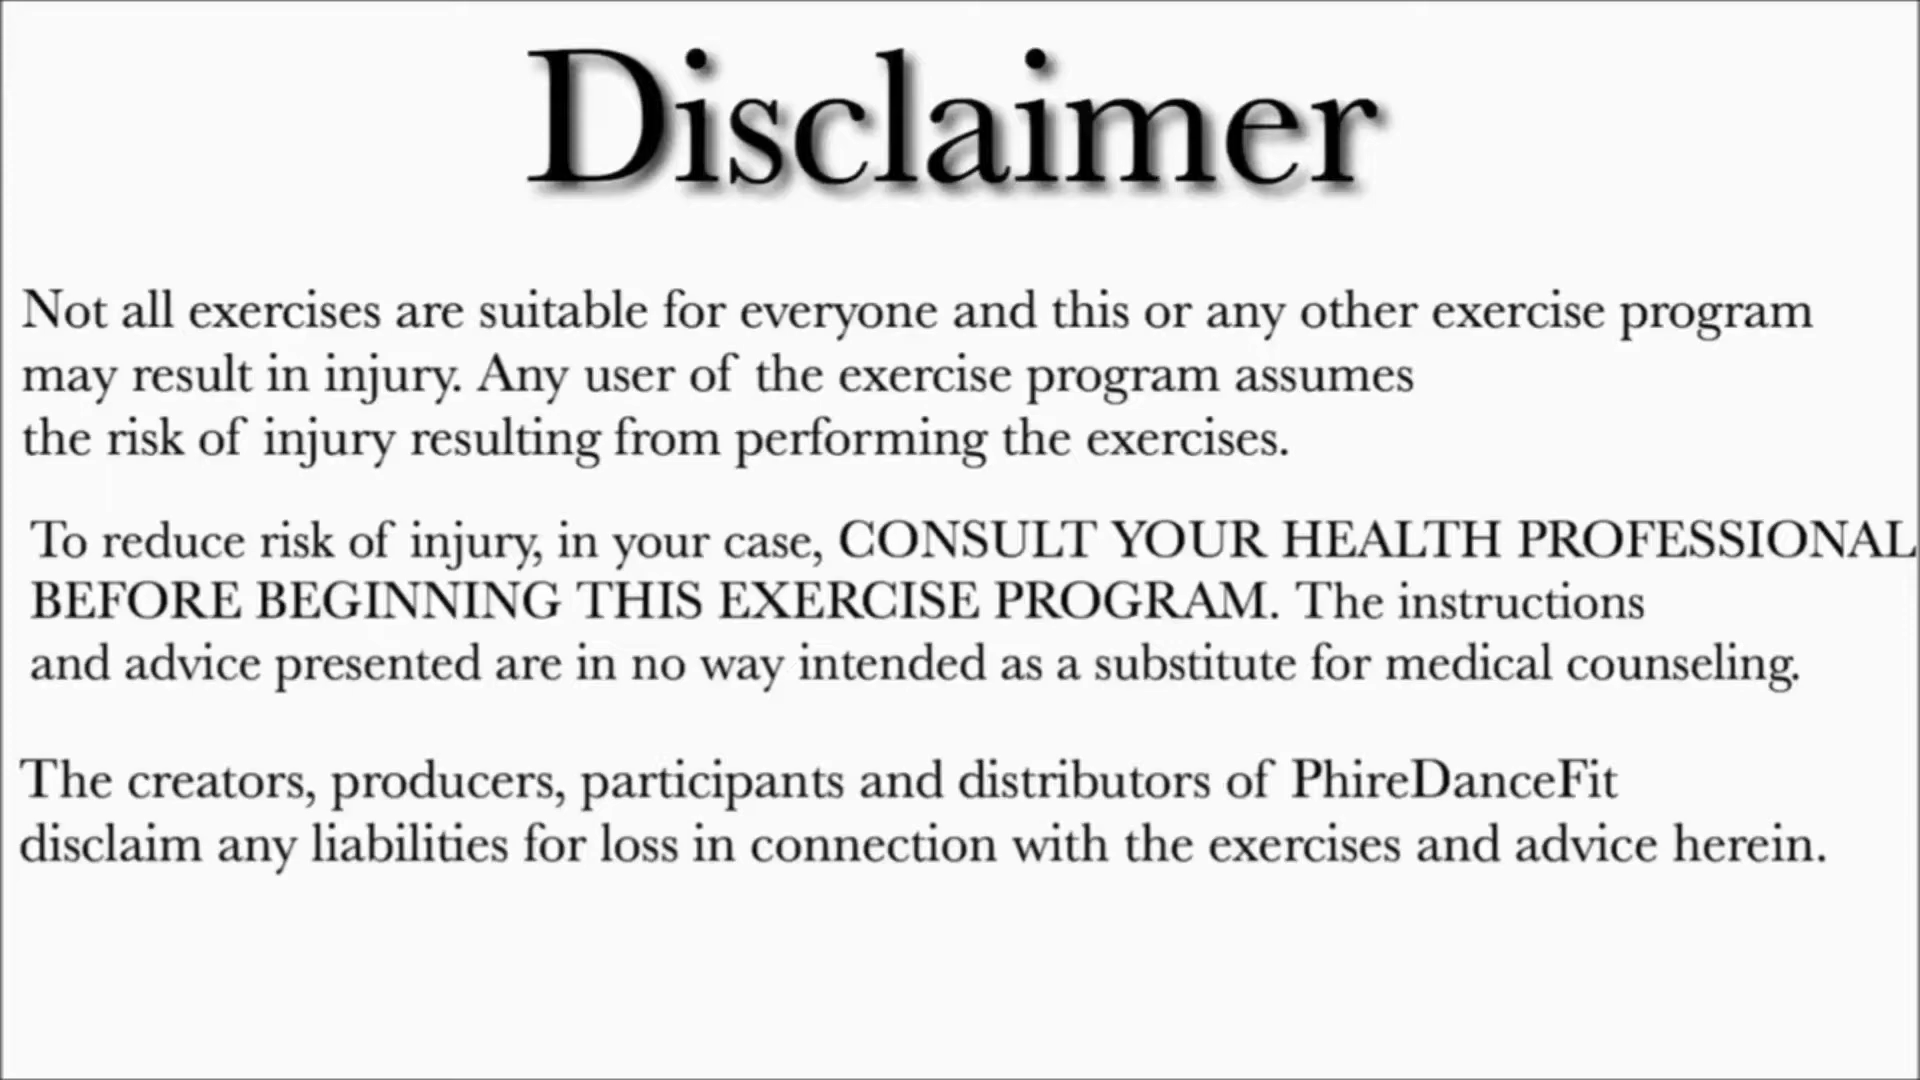 Disclaimer
Not all exercises are suitable for everyone and this or any other exercise program
may result in injury. Any user of the exercise program assumes
the risk of injury resulting from performing the exercises.
To reduce risk of injury, in your case, CONSULT YOUR HEALTH PROFESSIONAL
BEFORE BEGINNING THIS EXERCISE PROGRAM. The instructions
and advice presented are in no way intended as a substitute for medical counseling.
The creators, producers, participants and distributors of PhireDanceFit
disclaim any liabilities for loss in connection with the exercises and advice herein.